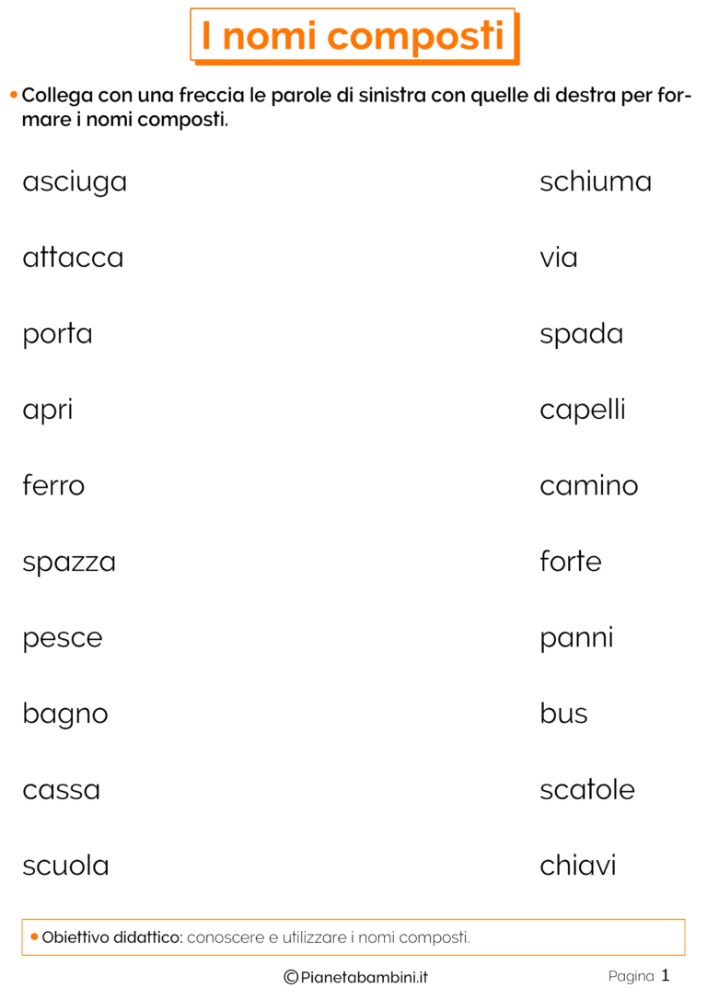 I nomi composti
• Collega con una freccia le parole di sinistra con quelle di destra per for-
mare i nomi composti.
asciuga schiuma
attacca via
porta spada
apri capelli
ferro camino
spazza forte
pesce panni
bagno bus
cassa scatole
scuola chiavi
• Obiettivo didattico: conoscere e utilizzare i nomi composti.
©Pianetabambini.it Pagina 1